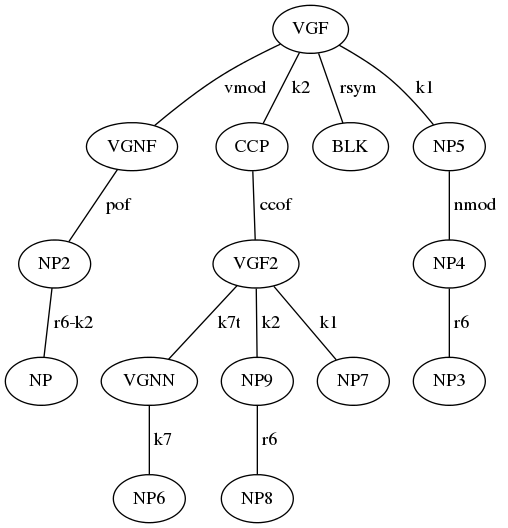 VGF
vmod k2 rsym k1
VGNF CCP BLK NP5
pof ccof nmod
NP2 VGF2 NP4
r6-k2 k7t k2 k1 r6
NP VGNN NP9 NP7 NP3
k7 r6
NP6 NP8